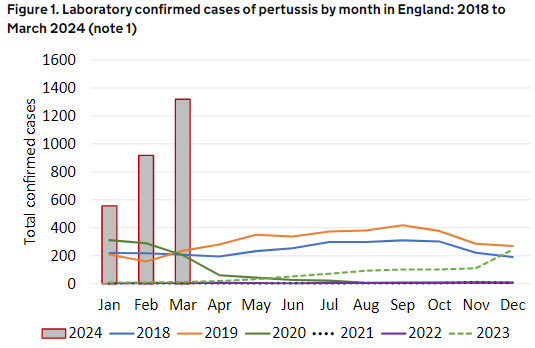 Figure 1. Laboratory confirmed cases of pertussis by month in England: 2018 to
March 2024 (note 1)
Total confirmed cases
1600
1400
1200
1000
800
600
400
200
0
Jan Feb Mar Apr May Jun Jul Aug Sep Oct Nov Dec
2024 2018 2019 2020 2021 2022 2023